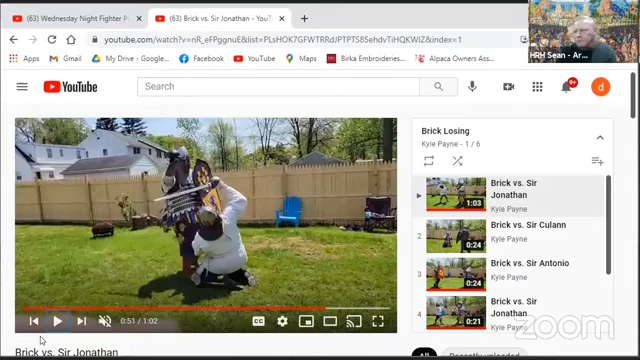 (63) Wednesday Night Fighter P
(63) Brick vs. Sir Jonathan - YouT
youtube.com/watch?v=nR_eFPggnuE&list=PLsHOK7GFWTRRdJPTPTS85ehdvTiHQKWlZ&index=1
Apps
Gmail
My Drive - Google...
Facebook
YouTube
Maps
Birka Embroideries...
Alpaca Owners Ass...
HRH Sean - Ar...
YouTube
Search
9+
d
Brick Losing
Kyle Payne - 1 / 6
Brick vs. Sir
Jonathan
Kyle Payne
1:03
2
Brick vs. Sir Culann
Kyle Payne
0:24
3
Brick vs. Sir Antonio
Kyle Payne
0:24
4
Brick vs. Sir
Jonathan
Kyle Payne
0:21
0:51 / 1:02
CC
Brick vs. Sir Jonathan
All
Recently uploaded
zoom